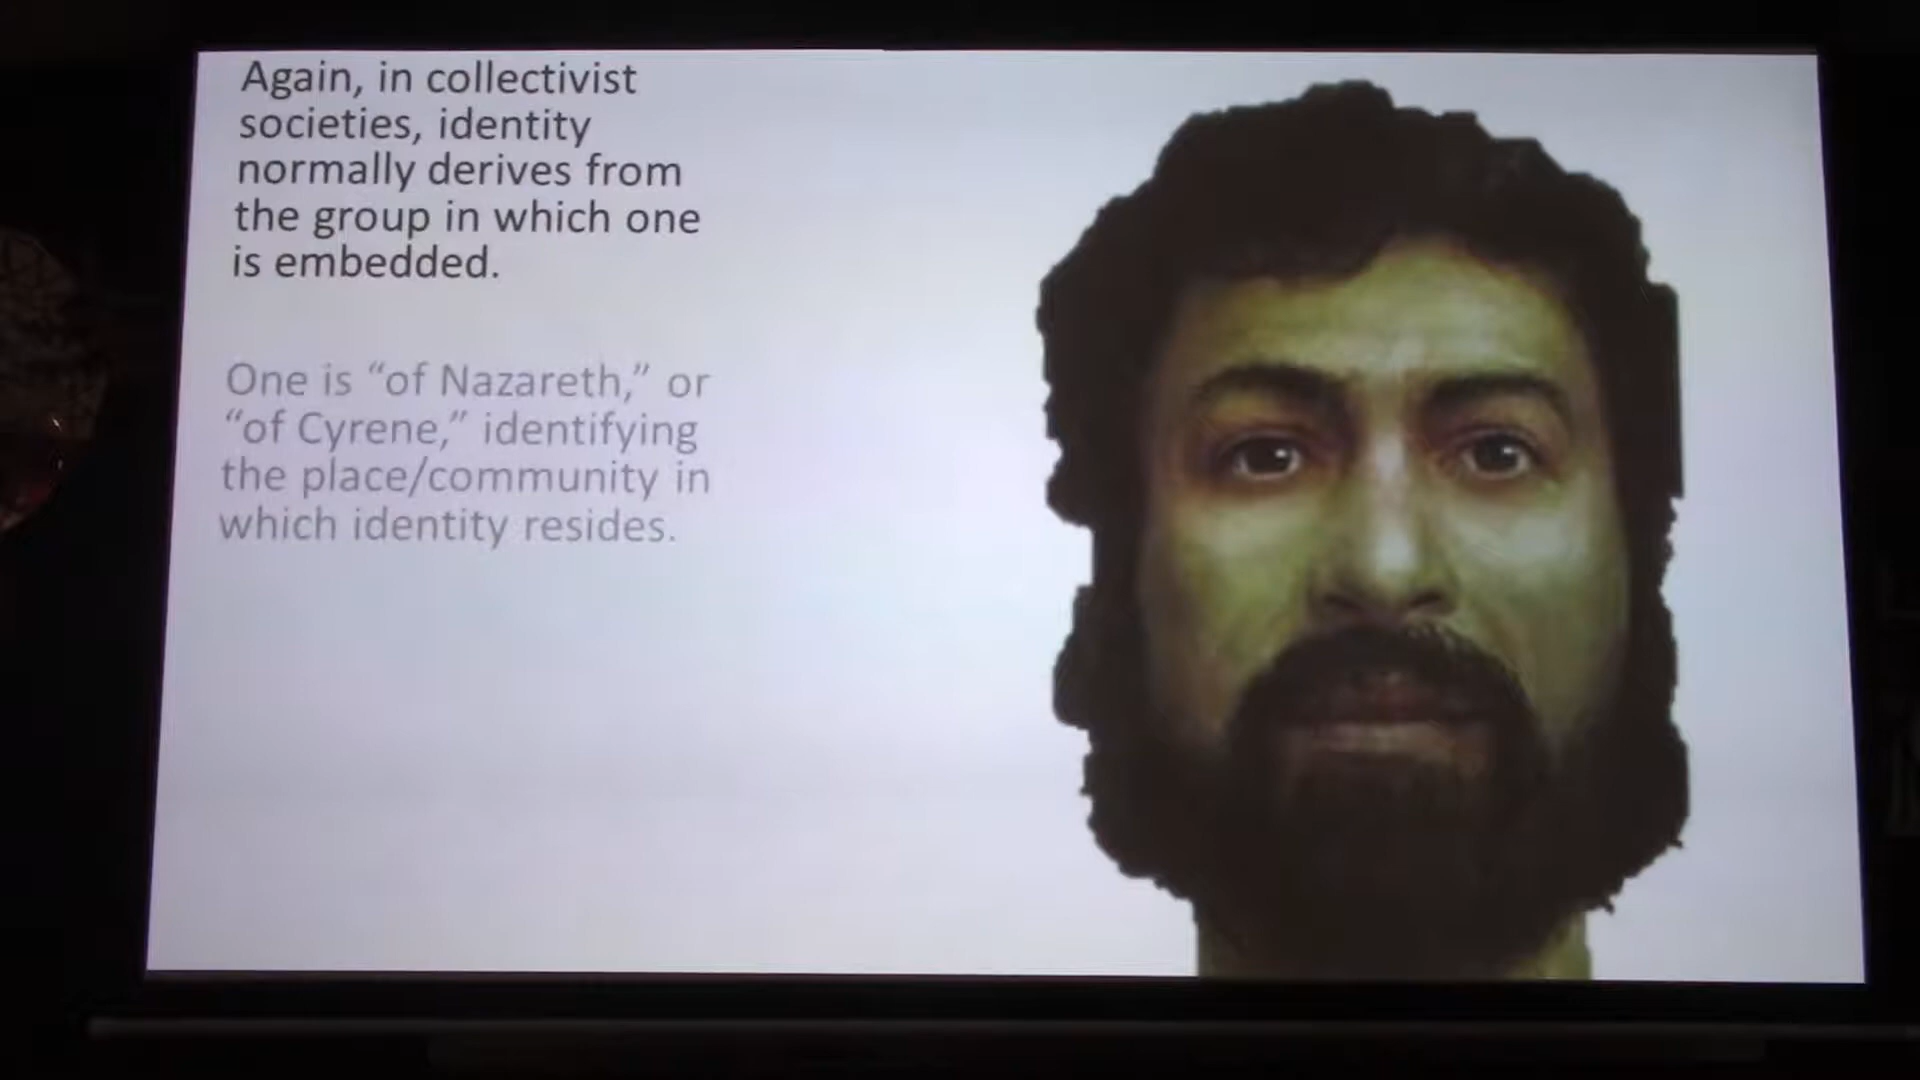 Again, in collectivist
societies, identity
normally derives from
the group in which one
is embedded.
One is “of Nazareth,” or
“of Cyrene,” identifying
the place/community in
which identity resides.